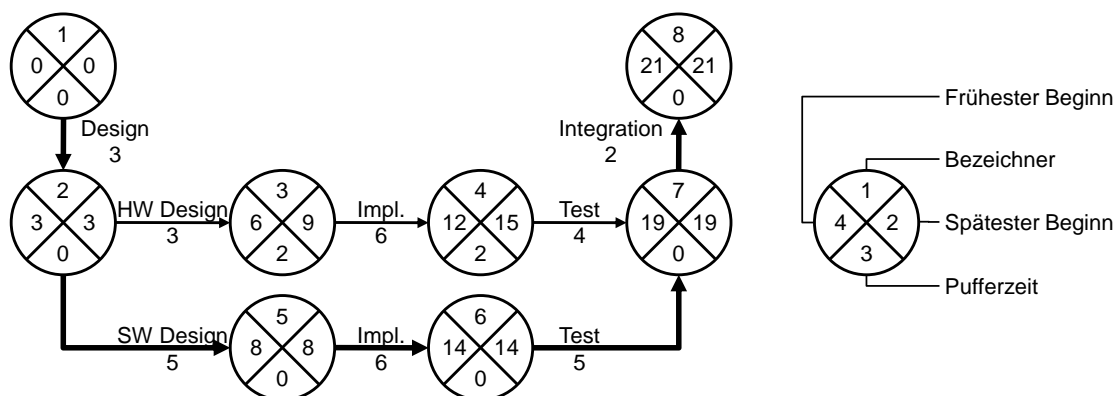 1
0 0
0
Design
3
8
21 21
0
Integration
2
2
3 3
0
HW Design
3
3
6 9
2
Impl.
6
4
12 15
2
Test
4
7
19 19
0
SW Design
5
5
8 8
0
Impl.
6
6
14 14
0
Test
5
Frühester Beginn
Bezeichner
1
4 2
3
Spätester Beginn
Pufferzeit